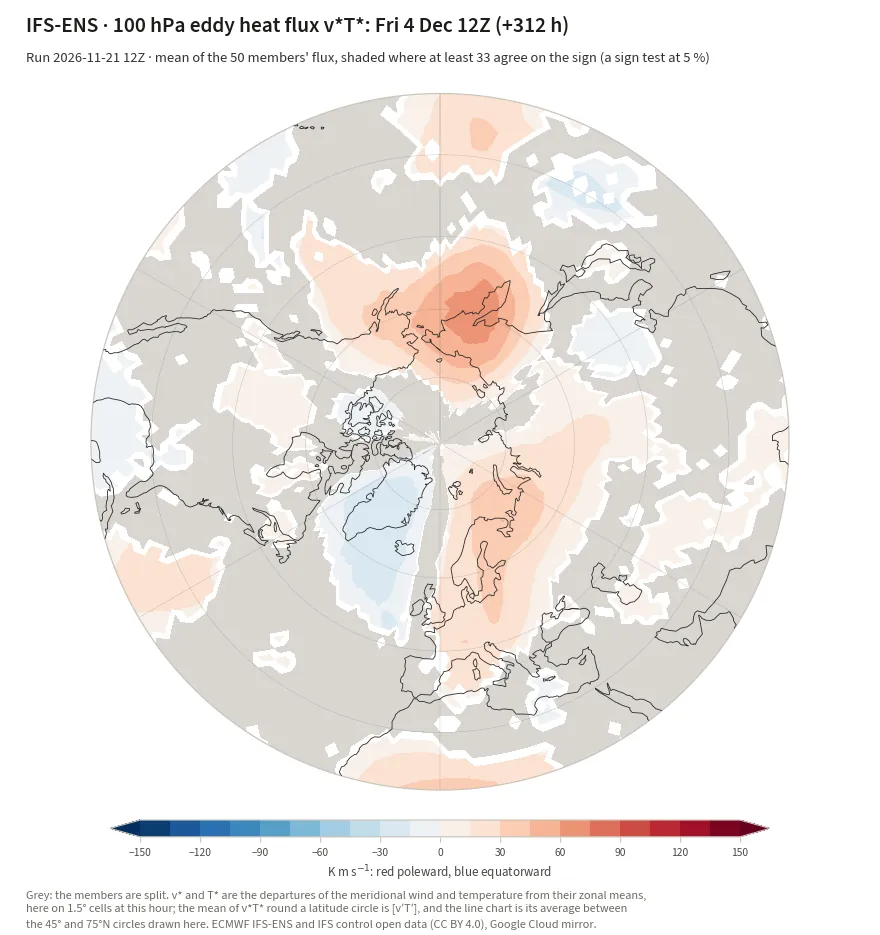 IFS-ENS · 100 hPa eddy heat flux v*T*: Fri 4 Dec 12Z (+312 h)
Run 2026-11-21 12Z · mean of the 50 members' flux, shaded where at least 33 agree on the sign (a sign test at 5 %)
−150 −120 −90 −60 −30 0 30 60 90 120 150
K m s⁻¹: red poleward, blue equatorward
Grey: the members are split. v* and T* are the departures of the meridional wind and temperature from their zonal means,
here on 1.5° cells at this hour; the mean of v*T* round a latitude circle is [v′T′], and the line chart is its average between
the 45° and 75°N circles drawn here. ECMWF IFS-ENS and IFS control open data (CC BY 4.0), Google Cloud mirror.